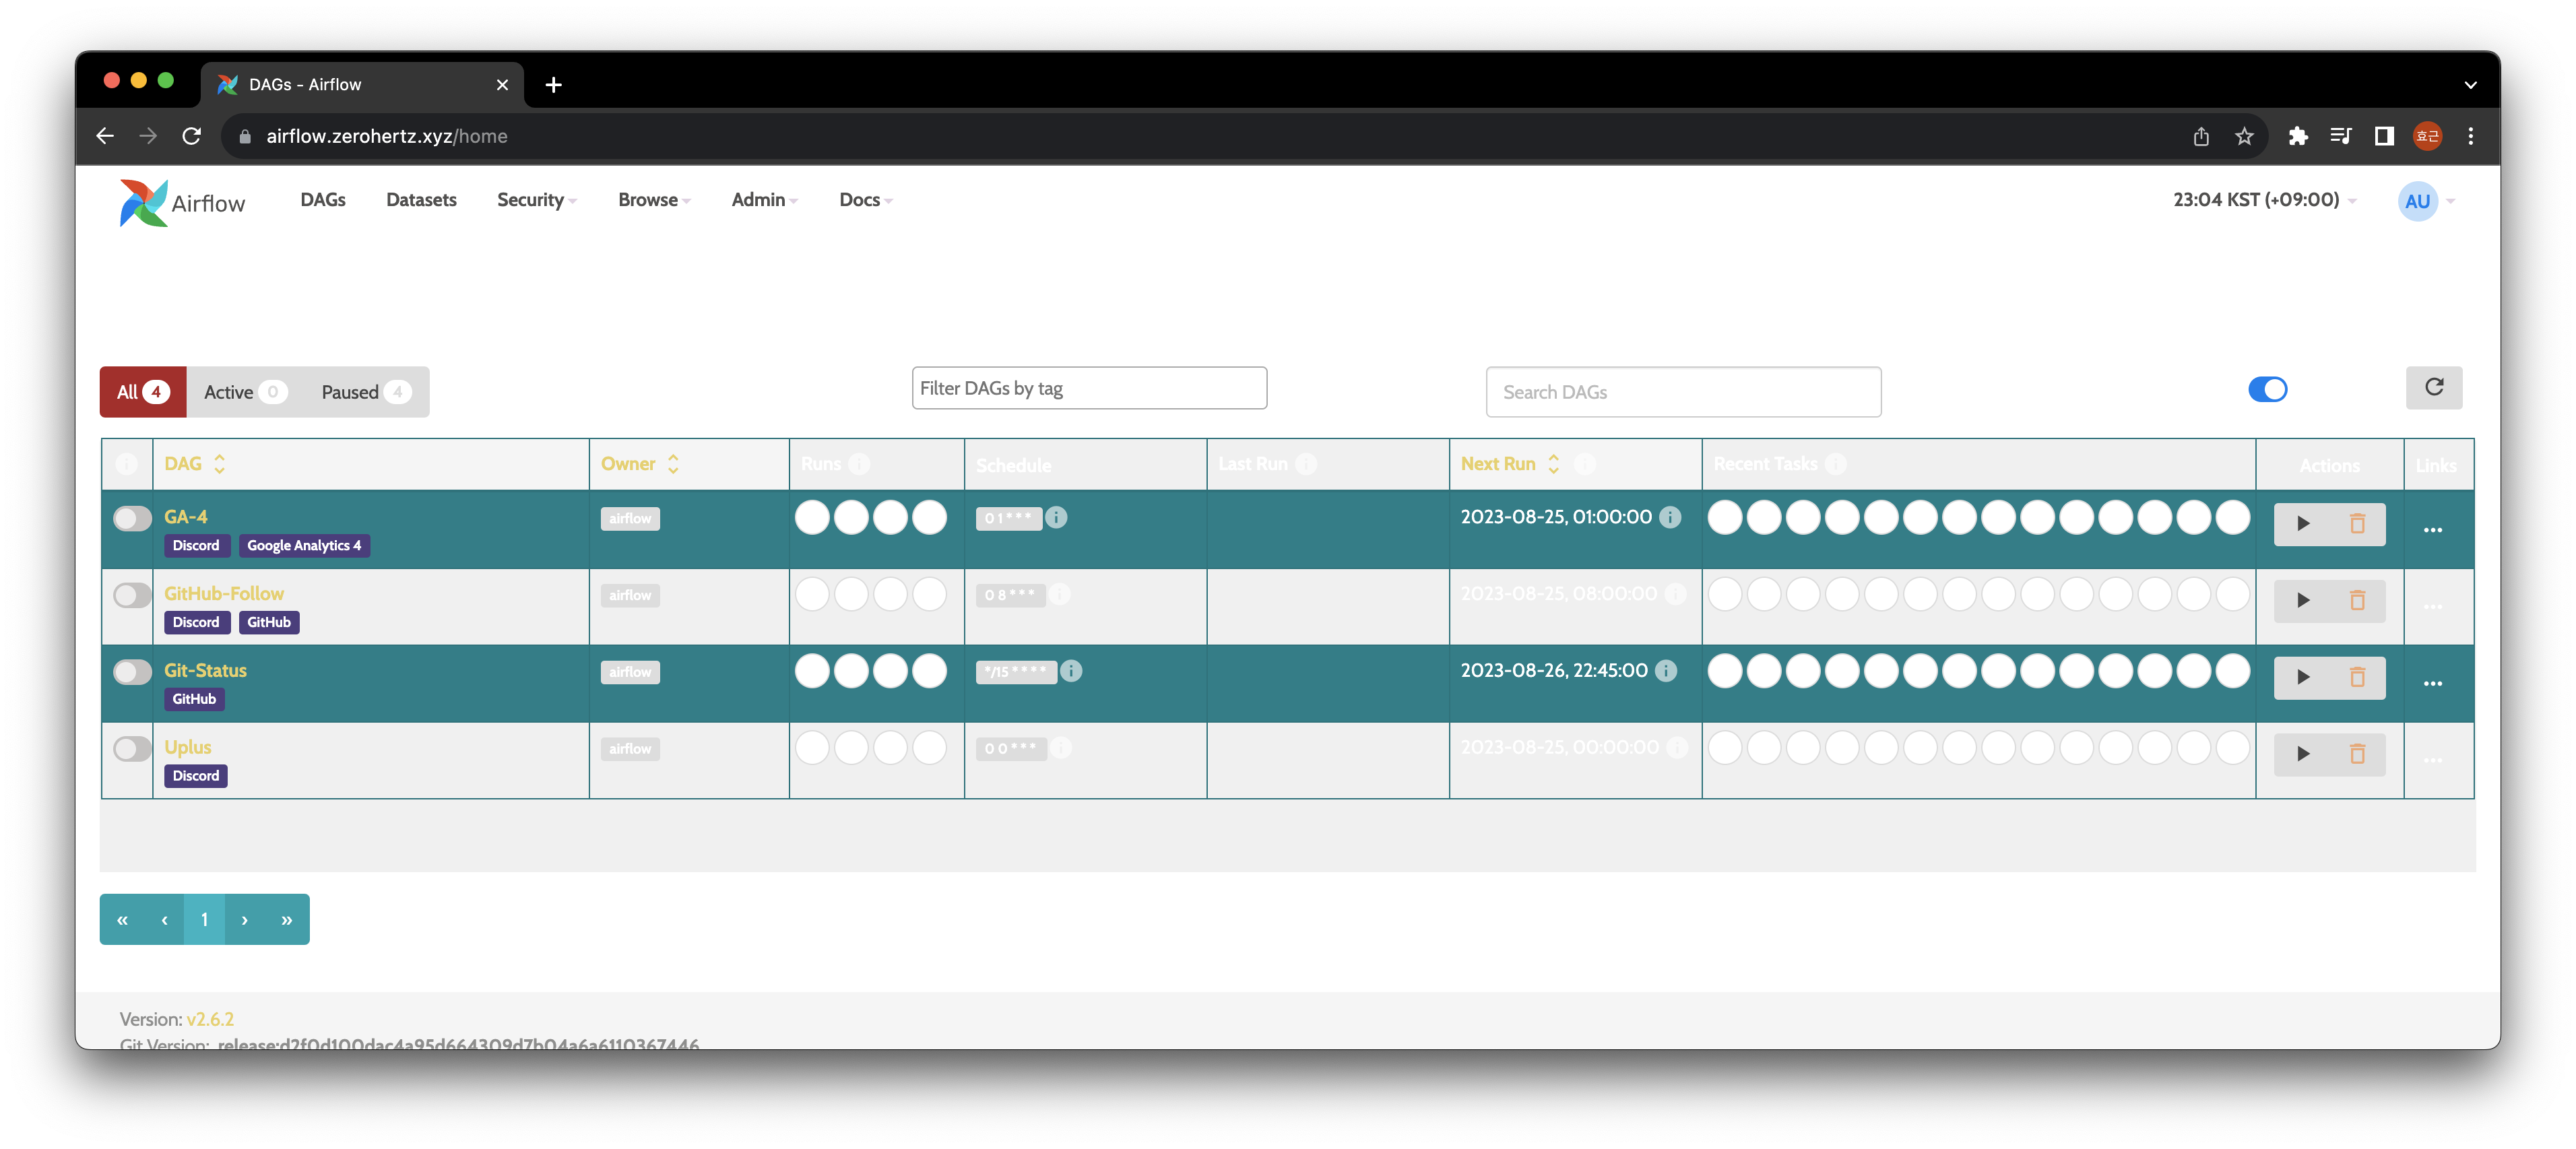 DAGs - Airflow
airflow.zerohertz.xyz/home
효근
Airflow DAGs Datasets Security Browse Admin Docs 23:04 KST (+09:00) AU
All 4 Active 0 Paused 4 Filter DAGs by tag Search DAGs
i DAG Owner Runs i Schedule Last Run i Next Run i Recent Tasks i Actions Links
GA-4 airflow 0 1 * * * i 2023-08-25, 01:00:00 i ...
Discord Google Analytics 4
GitHub-Follow airflow 0 8 * * * i 2023-08-25, 08:00:00 i ...
Discord GitHub
Git-Status airflow */15 * * * * i 2023-08-26, 22:45:00 i ...
GitHub
Uplus airflow 0 0 * * * i 2023-08-25, 00:00:00 i ...
Discord
« ‹ 1 › »
Version: v2.6.2
Git Version: .release:d2f0d100dac4a95d664309d7b04a6a6110367446